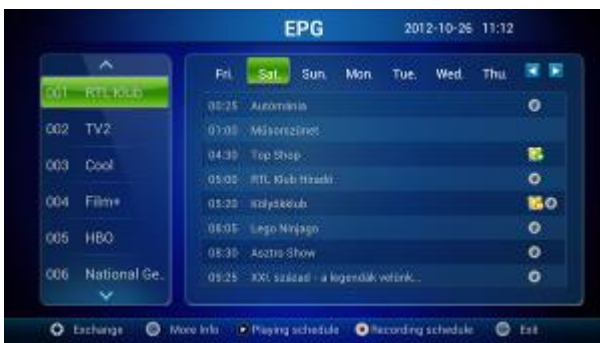 EPG 2012-10-26 11:12
Fri. Sat. Sun. Mon. Tue. Wed. Thu.
001 RTL Klub
002 TV2
003 Cool
004 Film+
005 HBO
006 National Ge..
00:25 Autómánia
01:00 Műsorszünet
04:30 Top Shop
05:00 RTL Klub Híradó
05:20 Kölyökklub
08:05 Lego Ninjago
08:30 Asztro Show
09:25 XXI. század - a legendák velünk...
Exchange More Info Playing schedule Recording schedule Exit